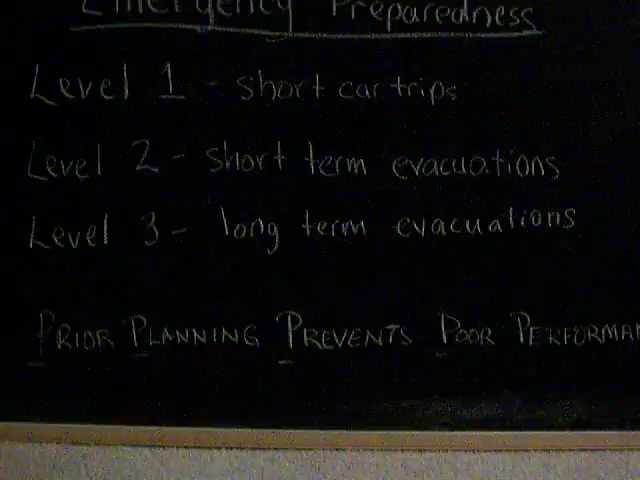 Emergency Preparedness
Level 1 - short car trips
Level 2 - short term evacuations
Level 3 - long term evacuations
PRIOR PLANNING PREVENTS POOR PERFORMAN